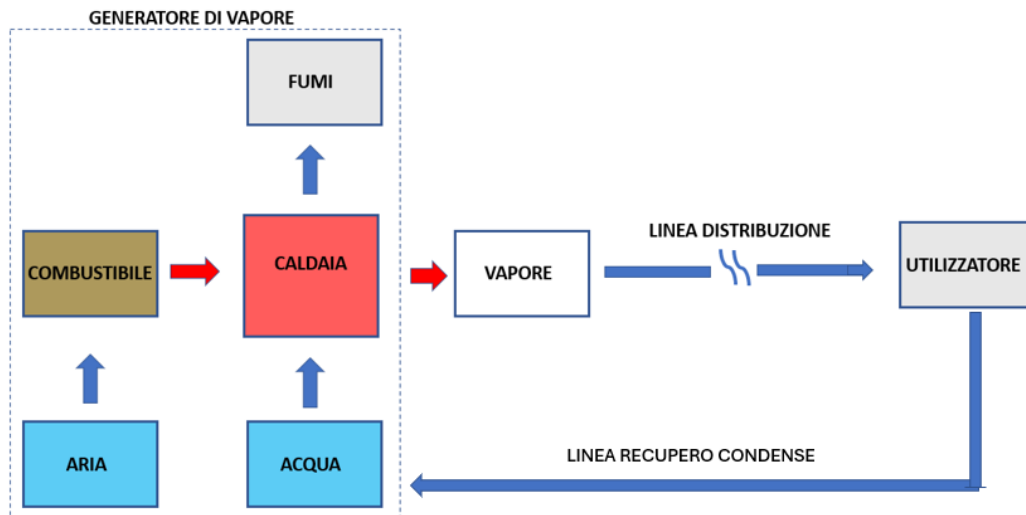 GENERATORE DI VAPORE
FUMI
LINEA DISTRIBUZIONE
COMBUSTIBILE
CALDAIA
VAPORE
UTILIZZATORE
ARIA
ACQUA
LINEA RECUPERO CONDENSE